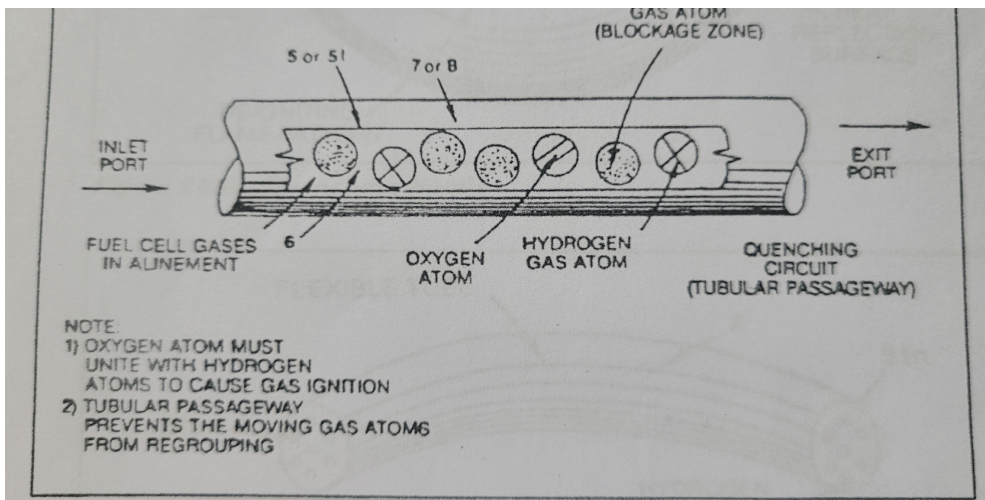 GAS ATOM
(BLOCKAGE ZONE)
5 or 51
7 or 8
INLET
PORT
EXIT
PORT
FUEL CELL GASES
IN ALINEMENT
6
OXYGEN
ATOM
HYDROGEN
GAS ATOM
QUENCHING
CIRCUIT
(TUBULAR PASSAGEWAY)
NOTE:
1) OXYGEN ATOM MUST
UNITE WITH HYDROGEN
ATOMS TO CAUSE GAS IGNITION
2) TUBULAR PASSAGEWAY
PREVENTS THE MOVING GAS ATOMS
FROM REGROUPING
FLEXIBLE